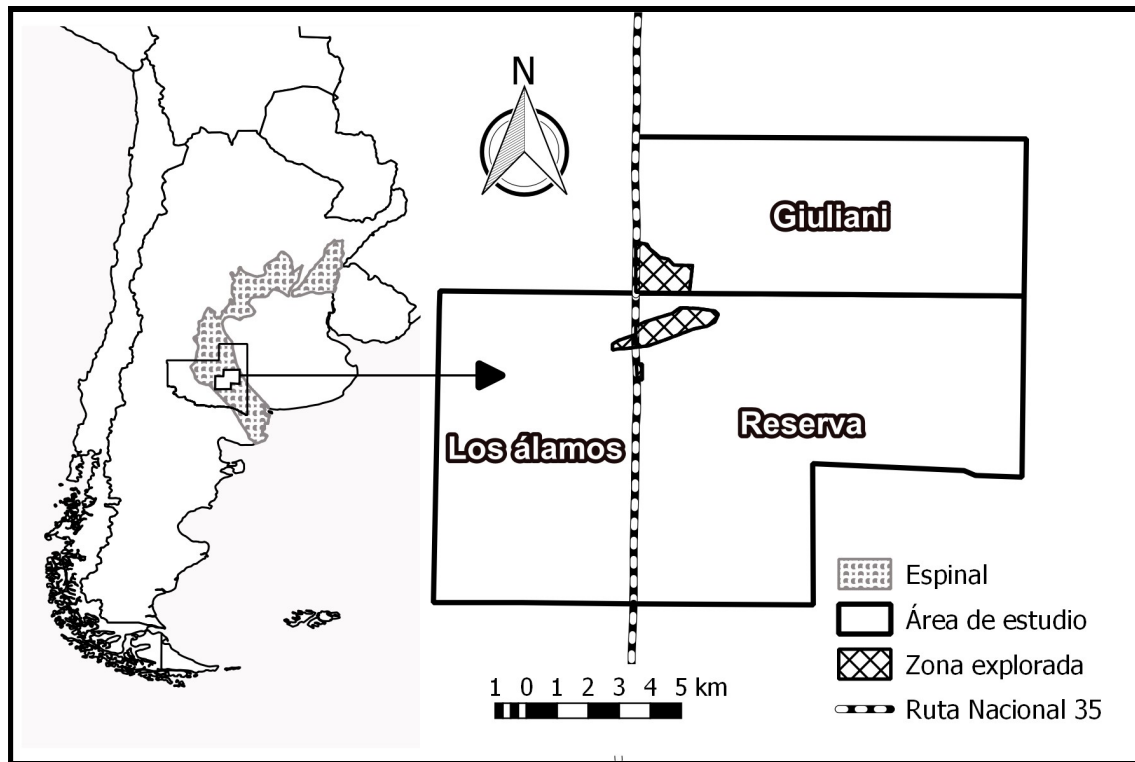 N
Giuliani
Los álamos
Reserva
Espinal
Área de estudio
Zona explorada
Ruta Nacional 35
1 0 1 2 3 4 5 km